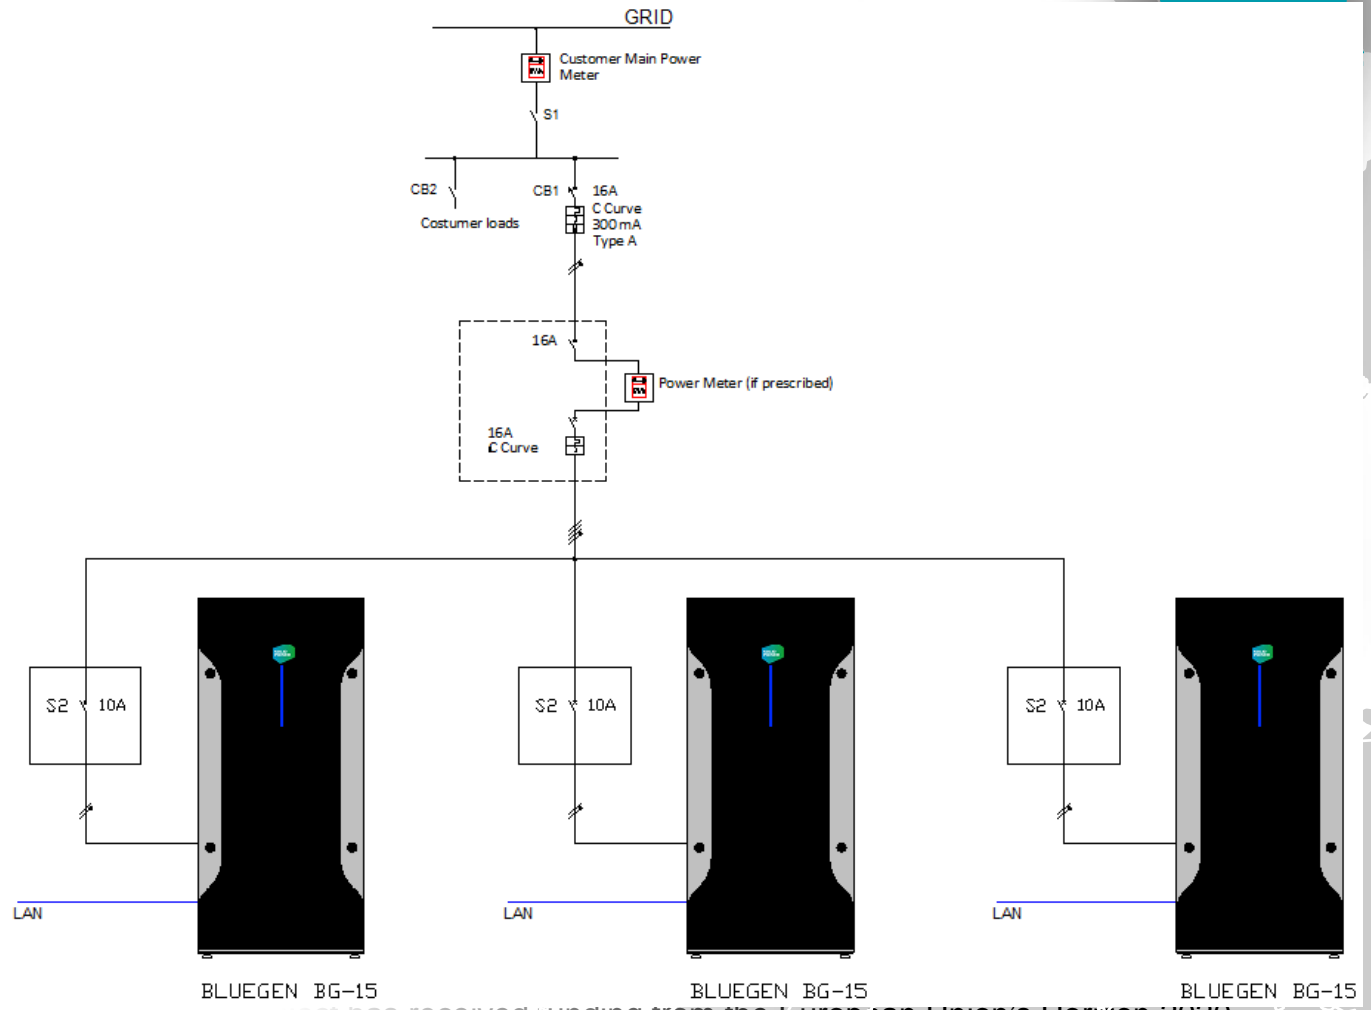 GRID
Customer Main Power
Meter
S1
CB2
CB1
16A
C Curve
300 mA
Type A
Costumer loads
16A
Power Meter (if prescribed)
16A
C Curve
S2 10A
S2 10A
S2 10A
LAN
LAN
LAN
BLUEGEN BG-15
BLUEGEN BG-15
BLUEGEN BG-15